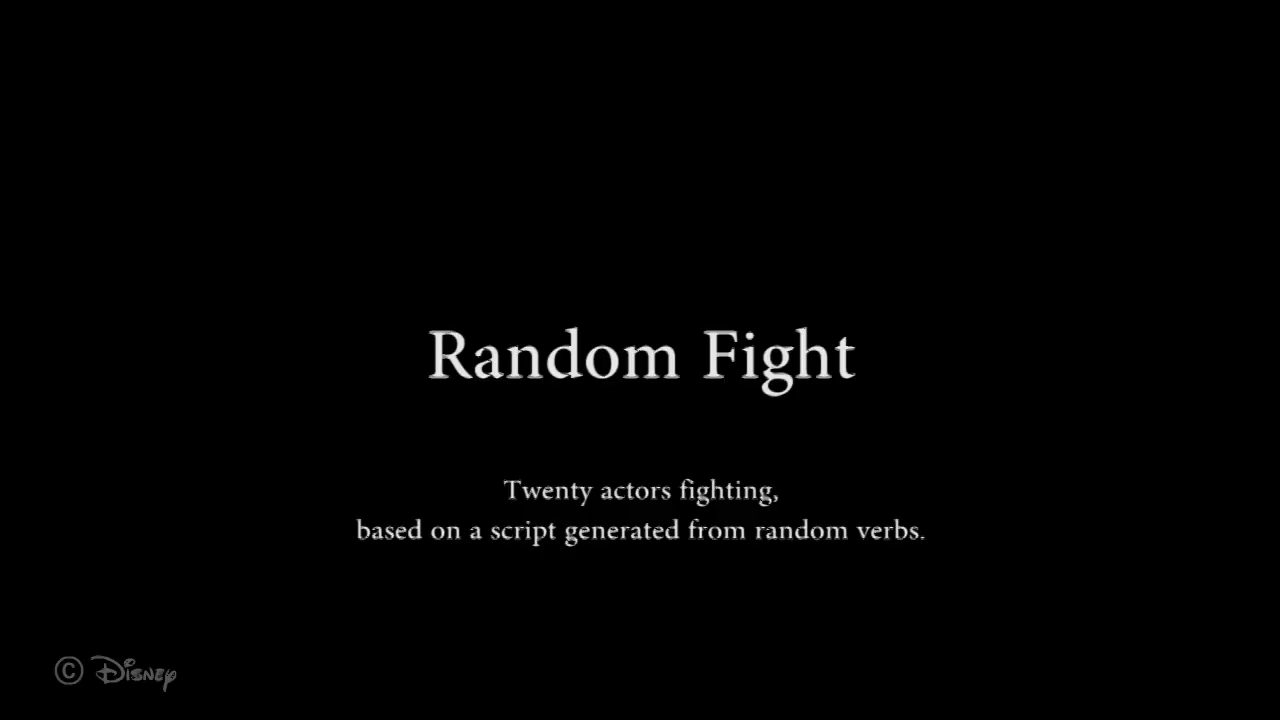 Random Fight
Twenty actors fighting,
based on a script generated from random verbs.
© Disney